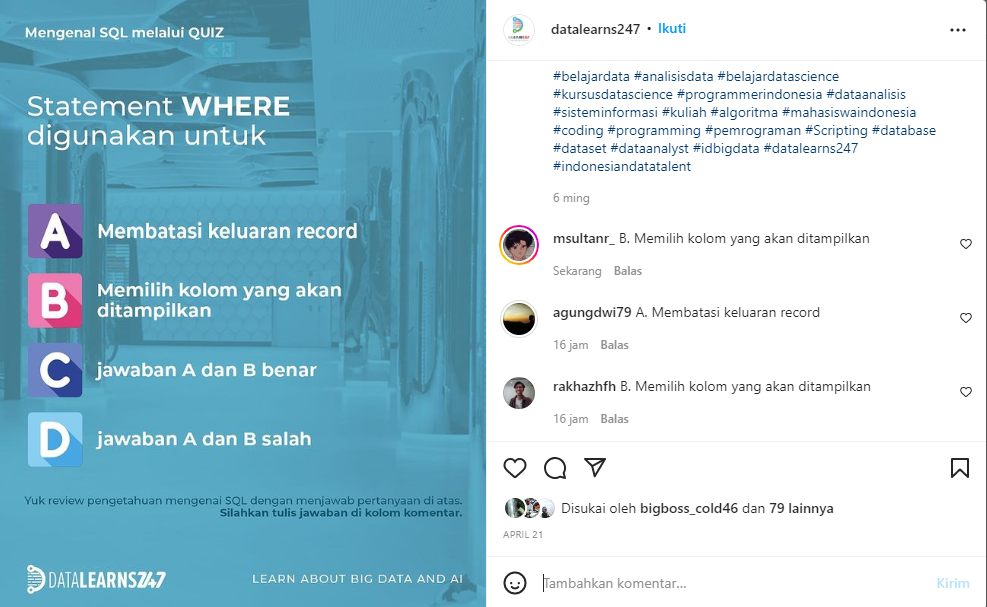 Mengenal SQL melalui QUIZ
Statement WHERE
digunakan untuk
A
Membatasi keluaran record
B
Memilih kolom yang akan
ditampilkan
C
jawaban A dan B benar
D
jawaban A dan B salah
Yuk review pengetahuan mengenai SQL dengan menjawab pertanyaan di atas.
Silahkan tulis jawaban di kolom komentar.
DATALEARNS247
LEARN ABOUT BIG DATA AND AI
datalearns247 • Ikuti
#belajardata #analisisdata #belajardatascience
#kursusdatascience #programmerindonesia #dataanalisis
#sisteminformasi #kuliah #algoritma #mahasiswaindonesia
#coding #programming #pemrograman #Scripting #database
#dataset #dataanalyst #idbigdata #datalearns247
#indonesiandatatalent
6 ming
msultanr_ B. Memilih kolom yang akan ditampilkan
Sekarang Balas
agungdwi79 A. Membatasi keluaran record
16 jam Balas
rakhazhfh B. Memilih kolom yang akan ditampilkan
16 jam Balas
Disukai oleh bigboss_cold46 dan 79 lainnya
APRIL 21
Tambahkan komentar...
Kirim